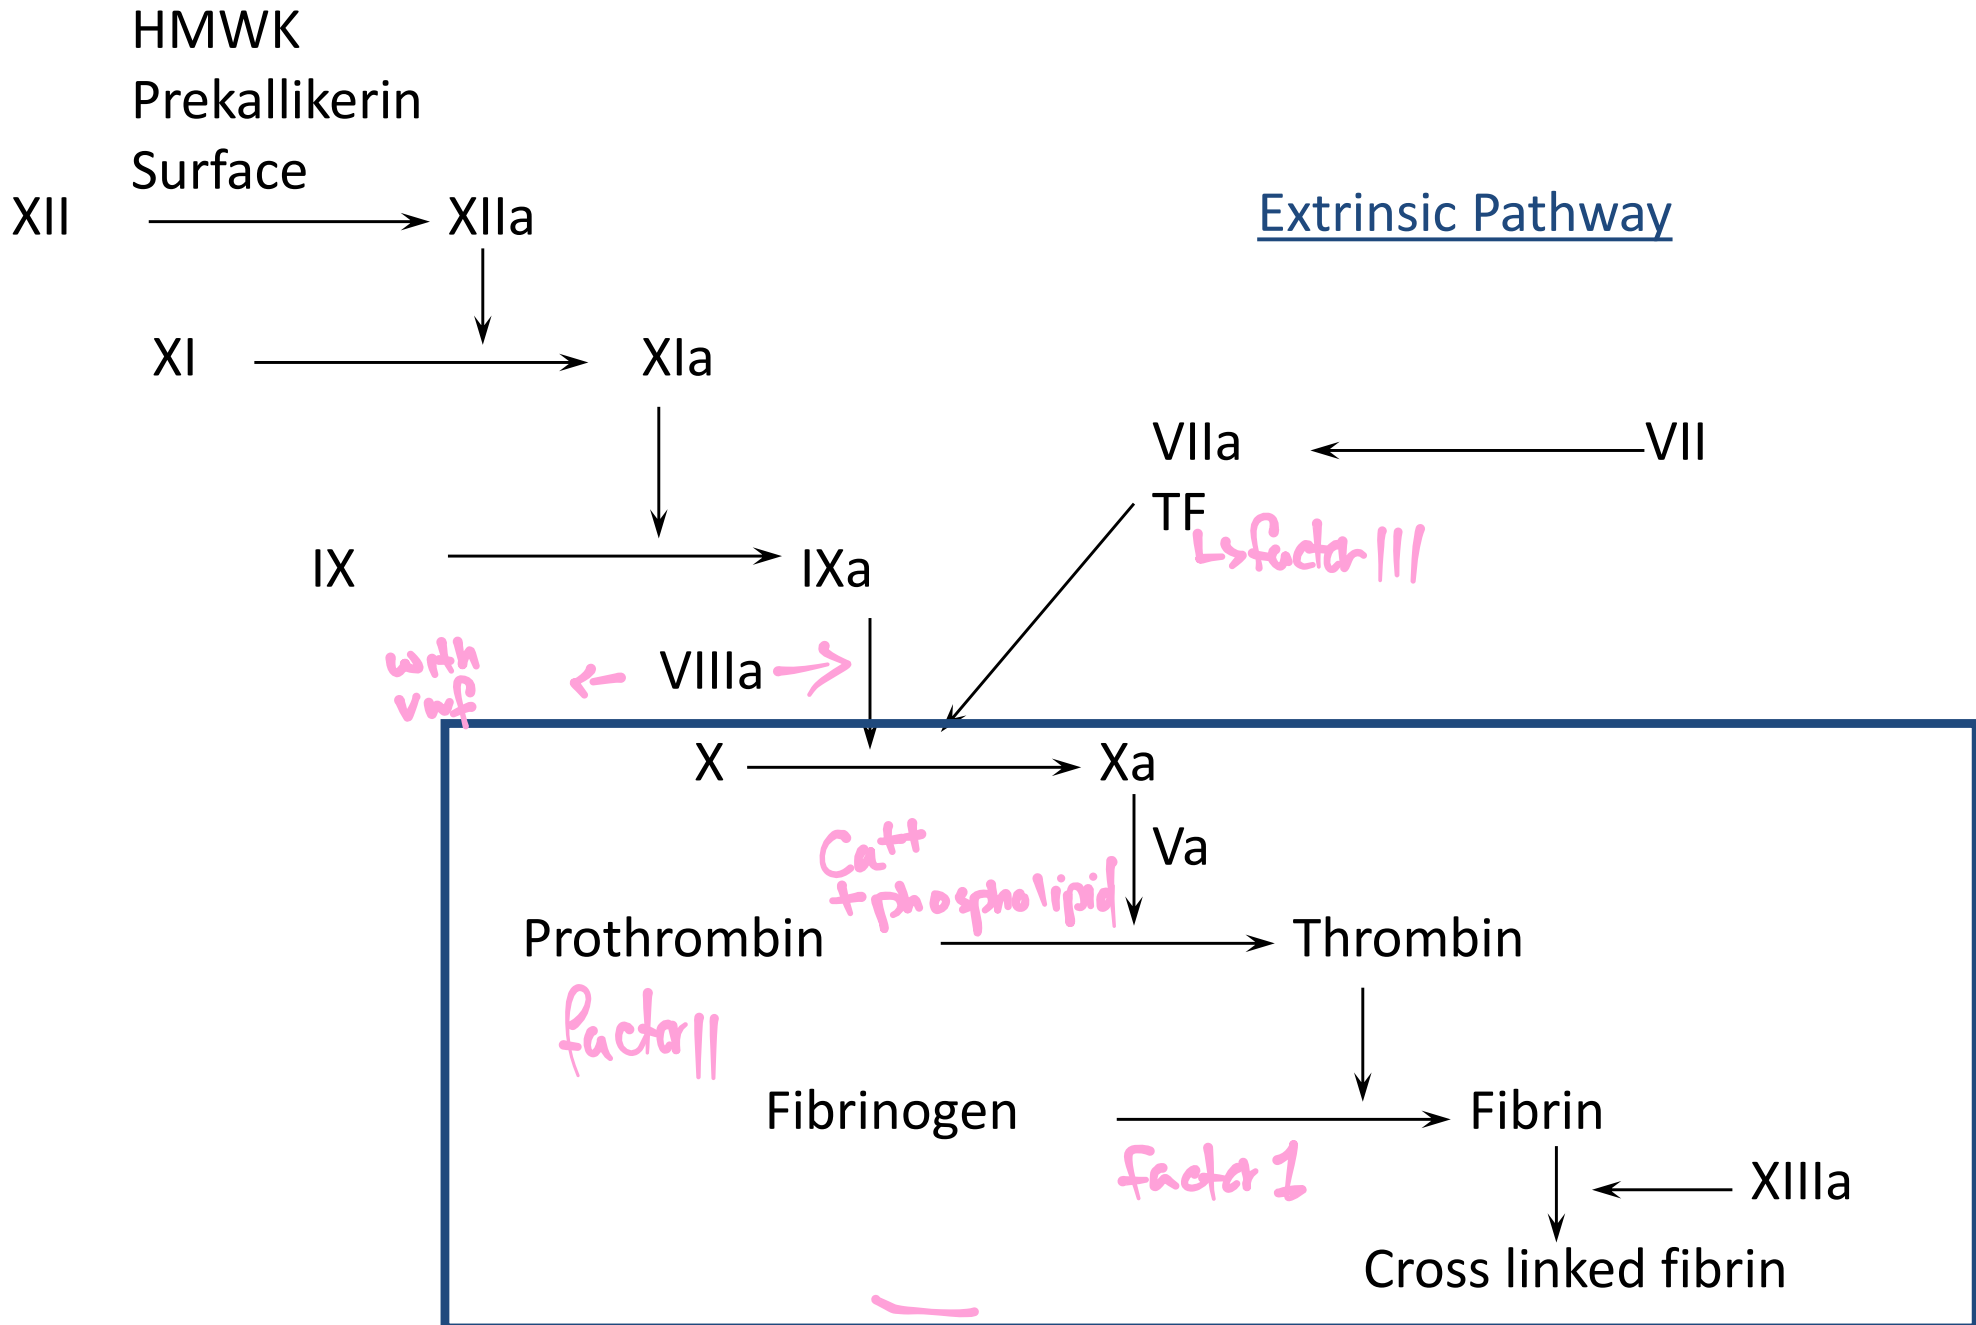 HMWK
Prekallikerin
Surface
XII
XIIa
Extrinsic Pathway
XI
XIa
VIIa
VII
TF
factor III
IX
IXa
with
vwf
VIIIa
X
Xa
Ca++
+phospholipid
Va
Prothrombin
Thrombin
factor II
Fibrinogen
Fibrin
factor 1
XIIIa
Cross linked fibrin